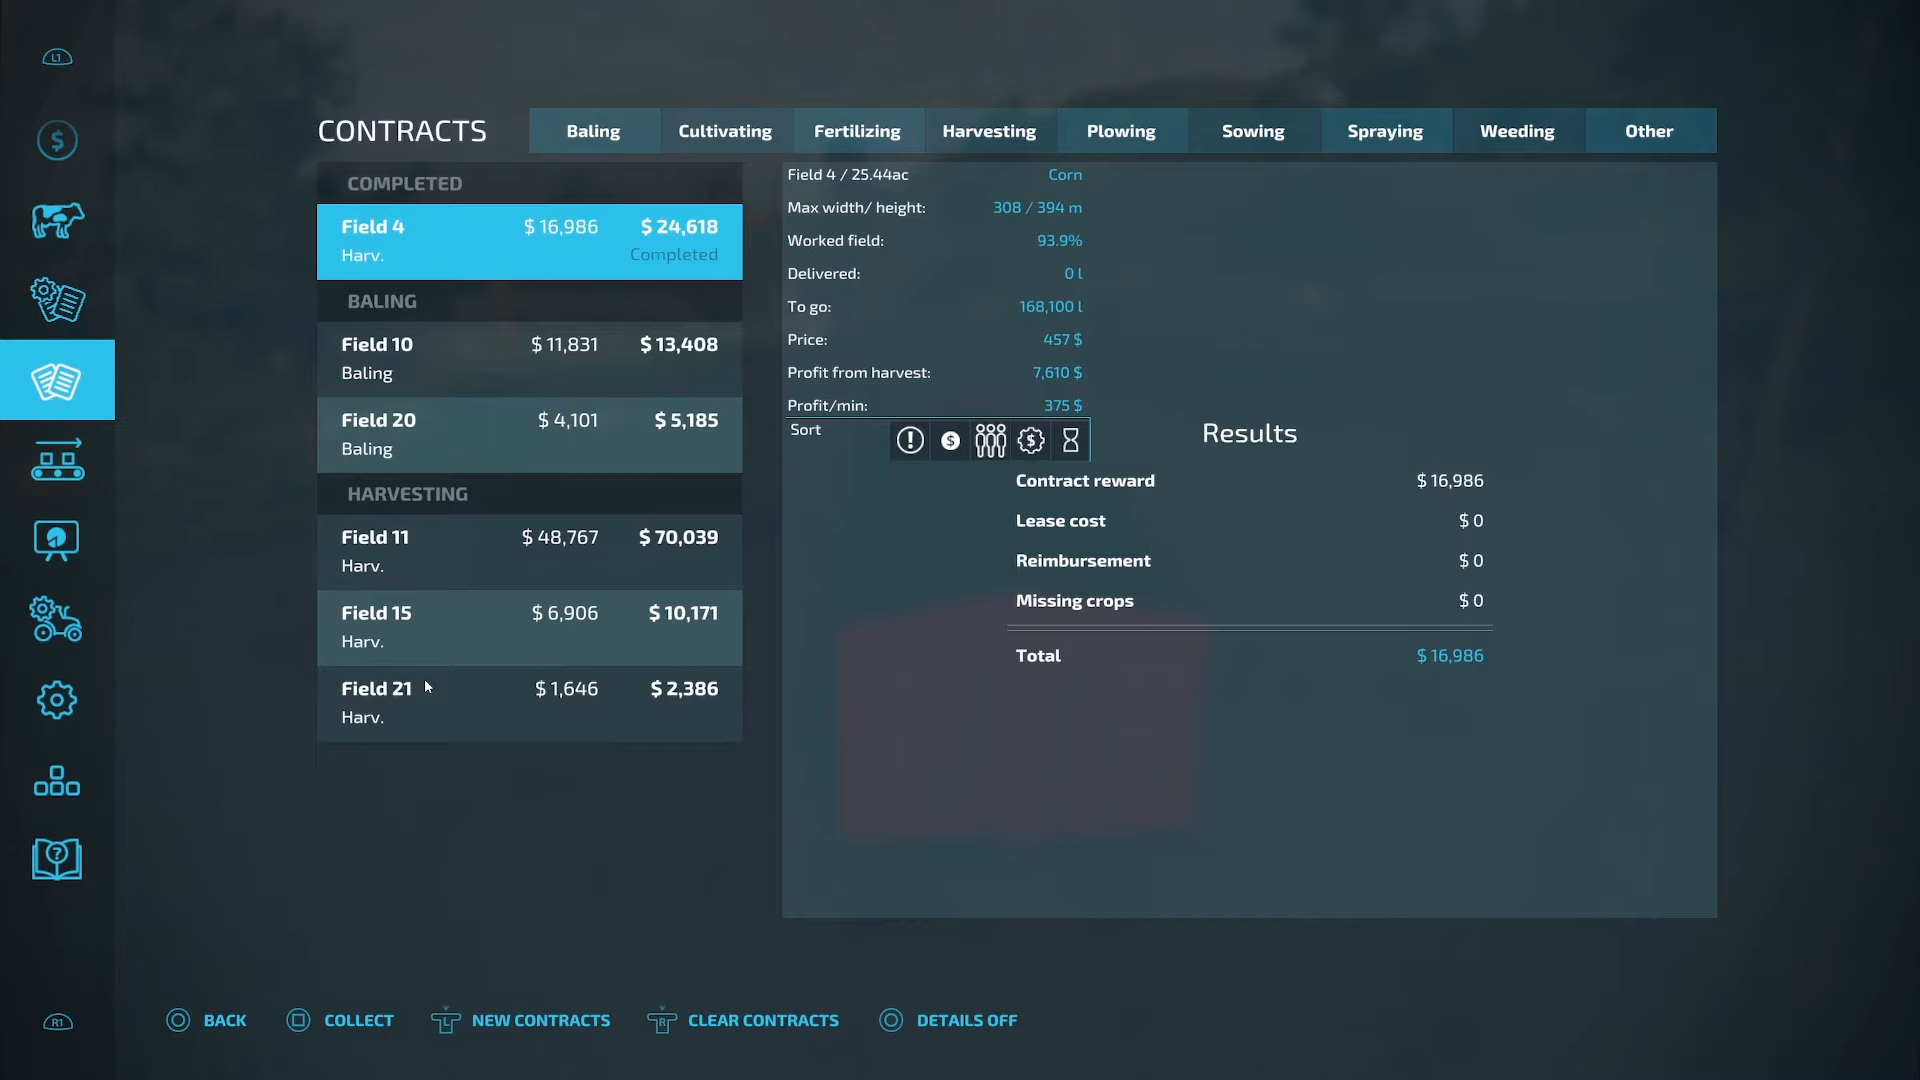 L1
CONTRACTS
Baling Cultivating Fertilizing Harvesting Plowing Sowing Spraying Weeding Other
COMPLETED
Field 4 $ 16,986 $ 24,618
Harv. Completed
BALING
Field 10 $ 11,831 $ 13,408
Baling
Field 20 $ 4,101 $ 5,185
Baling
HARVESTING
Field 11 $ 48,767 $ 70,039
Harv.
Field 15 $ 6,906 $ 10,171
Harv.
Field 21 $ 1,646 $ 2,386
Harv.
Field 4 / 25.44ac Corn
Max width/ height: 308 / 394 m
Worked field: 93.9%
Delivered: 0 l
To go: 168,100 l
Price: 457 $
Profit from harvest: 7,610 $
Profit/min: 375 $
Sort
Results
Contract reward $ 16,986
Lease cost $ 0
Reimbursement $ 0
Missing crops $ 0
Total $ 16,986
R1
BACK COLLECT L NEW CONTRACTS R CLEAR CONTRACTS DETAILS OFF